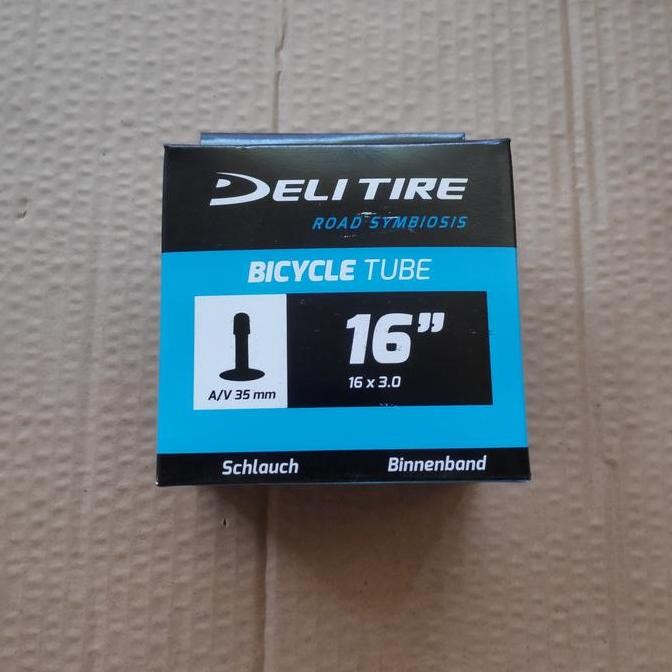 DELI TIRE
ROAD SYMBIOSIS
BICYCLE TUBE
16”
16 x 3.0
A/V 35 mm
Schlauch Binnenband